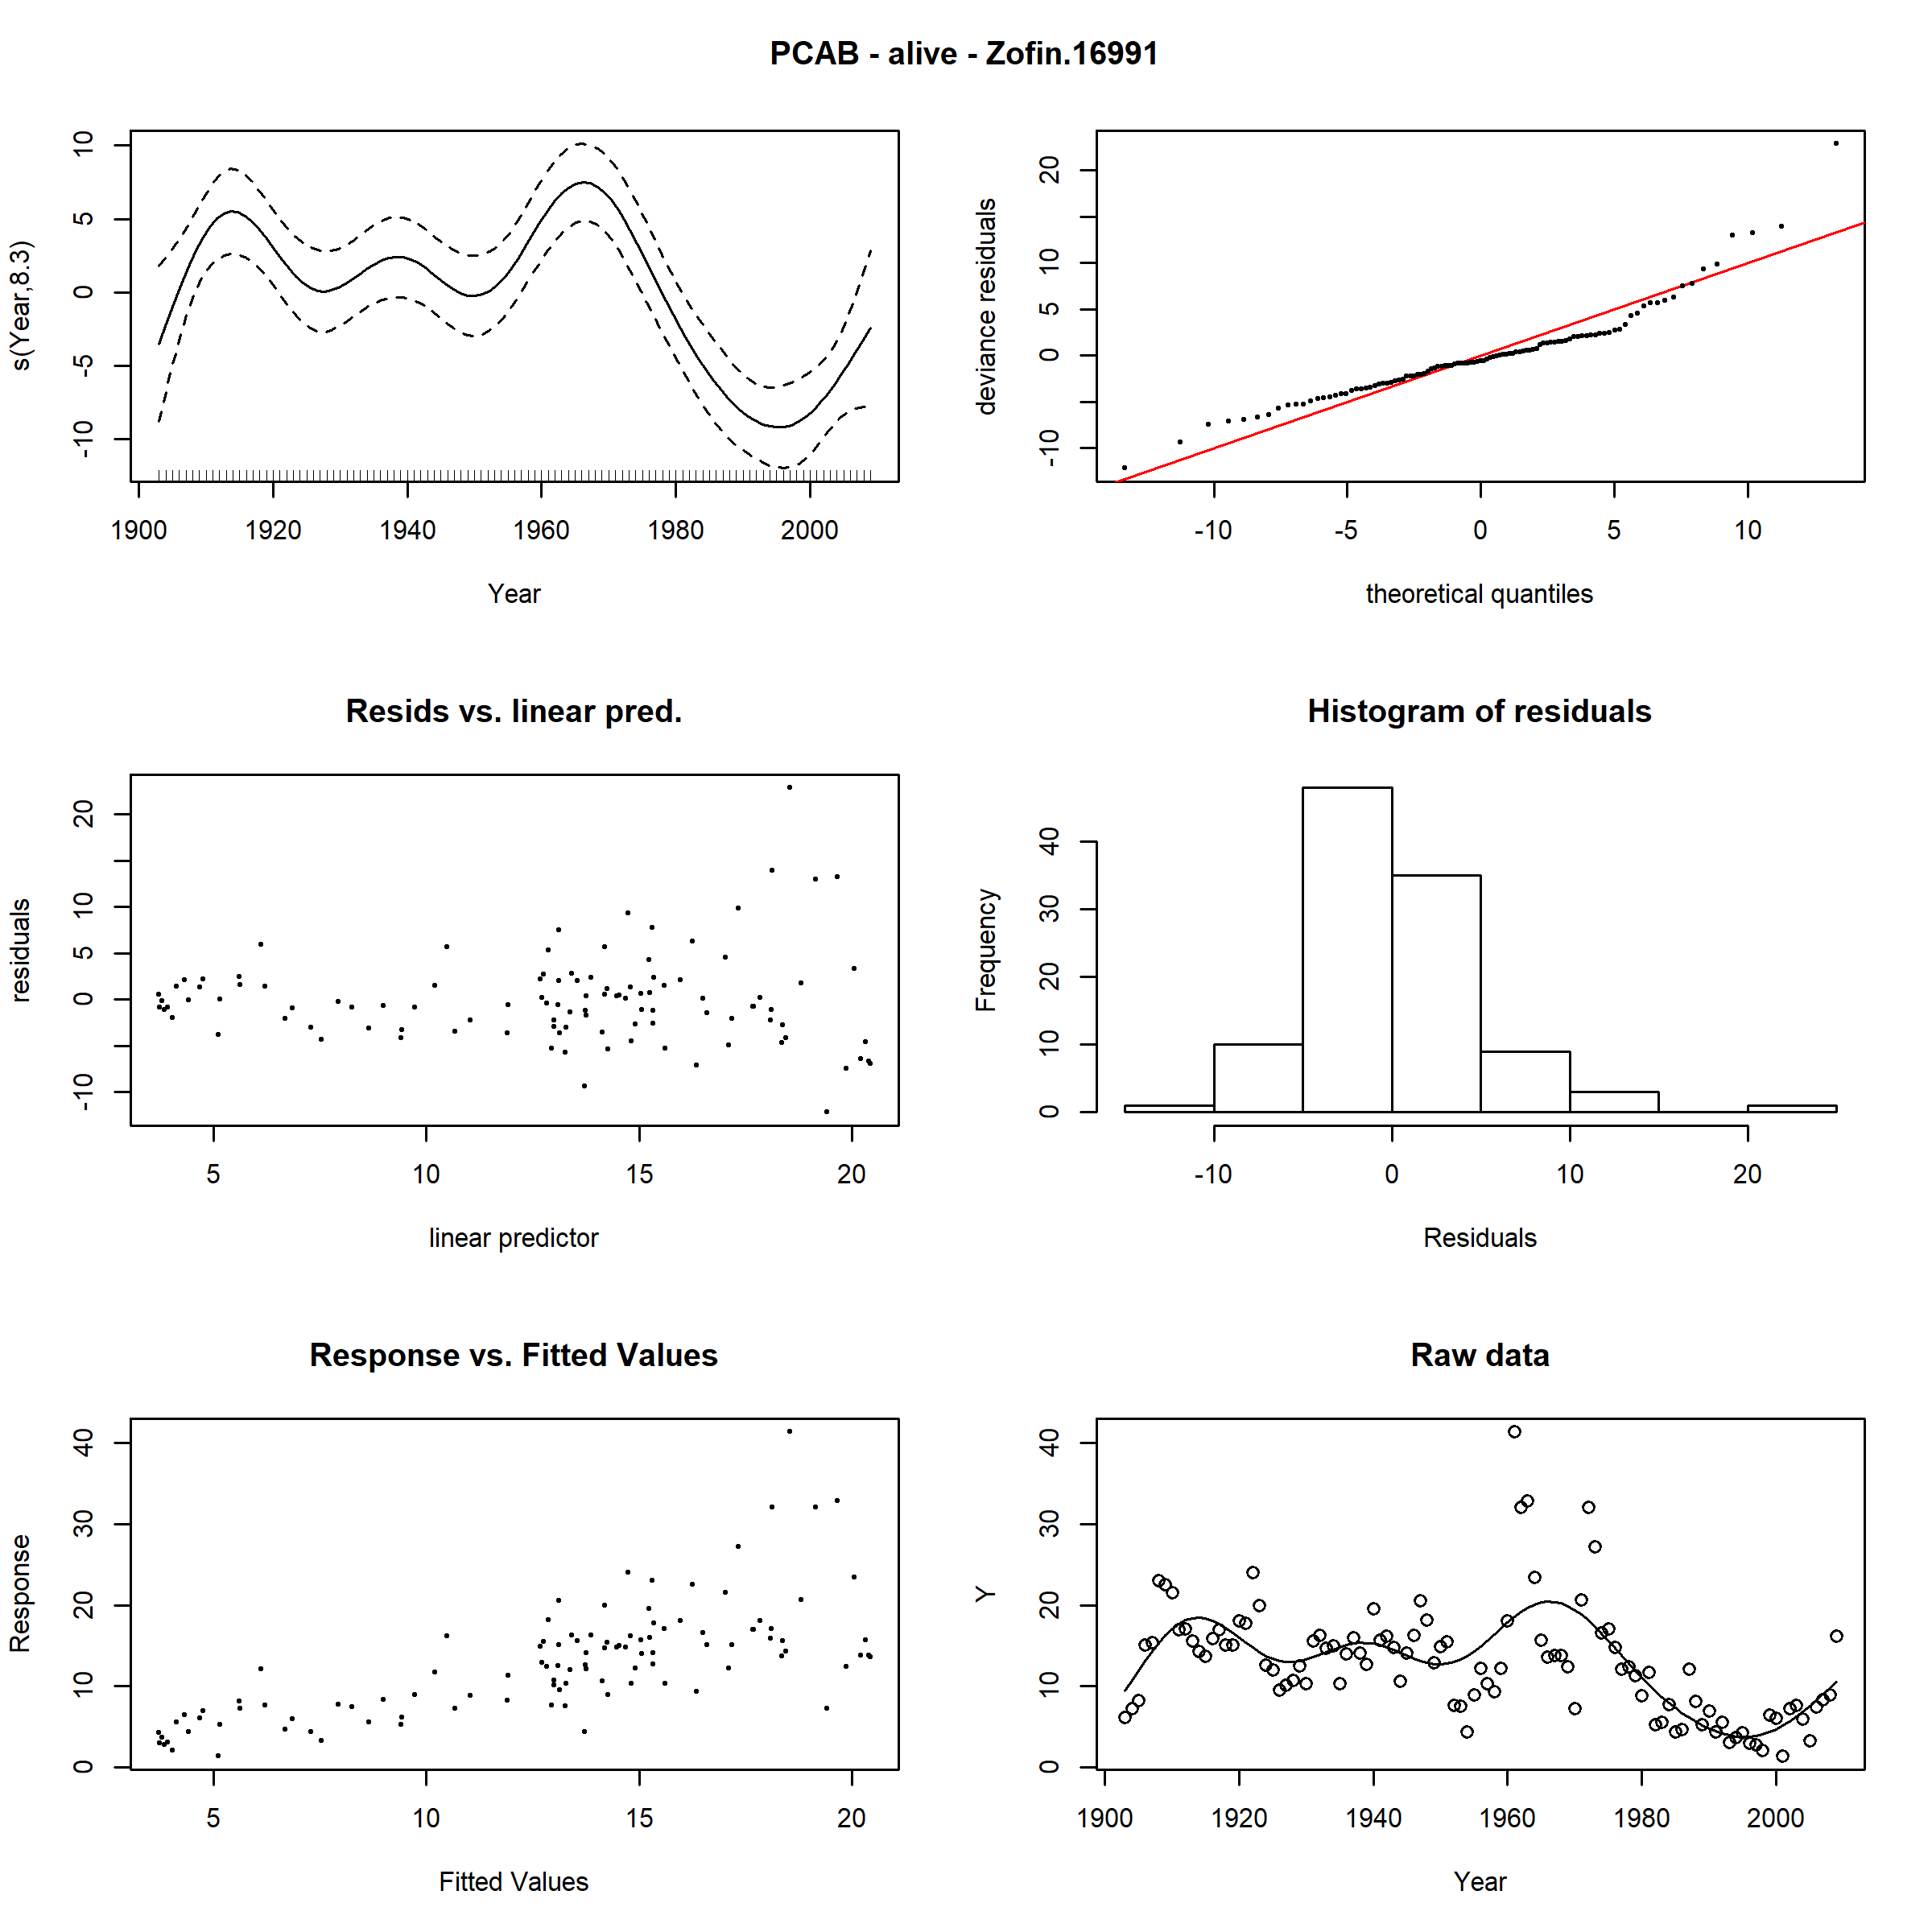 PCAB - alive - Zofin.16991
s(Year,8.3)
10
5
0
-5
-10
1900 1920 1940 1960 1980 2000
Year
deviance residuals
20
10
5
0
-10
-10 -5 0 5 10
theoretical quantiles
Resids vs. linear pred.
residuals
20
10
5
0
-10
5 10 15 20
linear predictor
Histogram of residuals
Frequency
40
30
20
10
0
-10 0 10 20
Residuals
Response vs. Fitted Values
Response
40
30
20
10
0
5 10 15 20
Fitted Values
Raw data
Y
40
30
20
10
0
1900 1920 1940 1960 1980 2000
Year